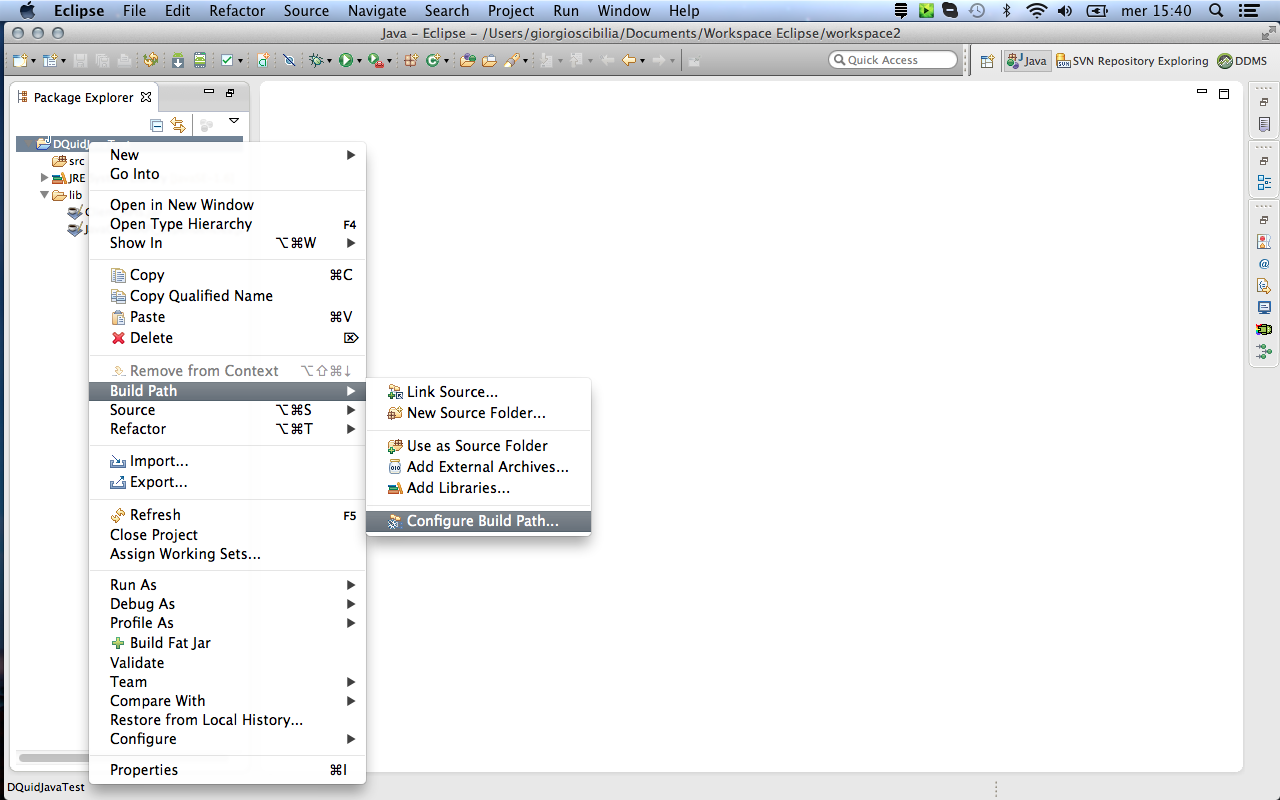 Eclipse File Edit Refactor Source Navigate Search Project Run Window Help mer 15:40
Java – Eclipse – /Users/giorgioscibilia/Documents/Workspace Eclipse/workspace2
Quick Access Java SVN Repository Exploring DDMS
Package Explorer
src
JRE
lib
New
Go Into
Open in New Window
Open Type Hierarchy F4
Show In ⌥⌘W
Copy ⌘C
Copy Qualified Name
Paste ⌘V
Delete ⌦
Remove from Context ⌥⇧⌘↓
Build Path
Source ⌥⌘S
Refactor ⌥⌘T
Import...
Export...
Refresh F5
Close Project
Assign Working Sets...
Run As
Debug As
Profile As
Build Fat Jar
Validate
Team
Compare With
Restore from Local History...
Configure
Properties ⌘I
Link Source...
New Source Folder...
Use as Source Folder
Add External Archives...
Add Libraries...
Configure Build Path...
DQuidJavaTest